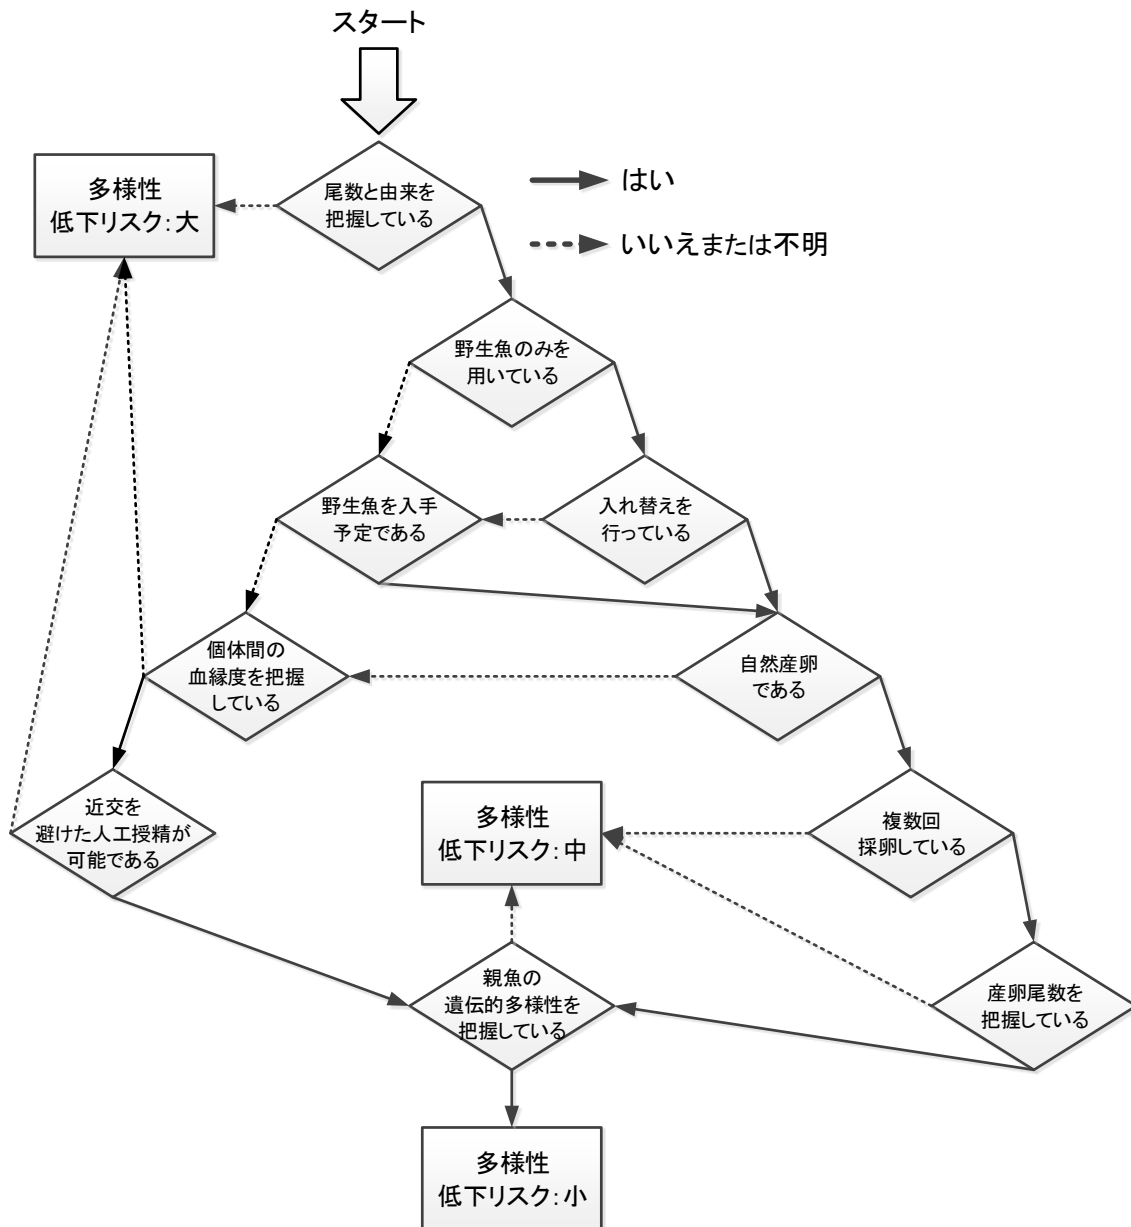 スタート
多様性
低下リスク：大
尾数と由来を
把握している
はい
いいえまたは不明
野生魚のみを
用いている
野生魚を入手
予定である
入れ替えを
行っている
個体間の
血縁度を把握
している
自然産卵
である
近交を
避けた人工授精が
可能である
多様性
低下リスク：中
複数回
採卵している
親魚の
遺伝的多様性を
把握している
産卵尾数を
把握している
多様性
低下リスク：小